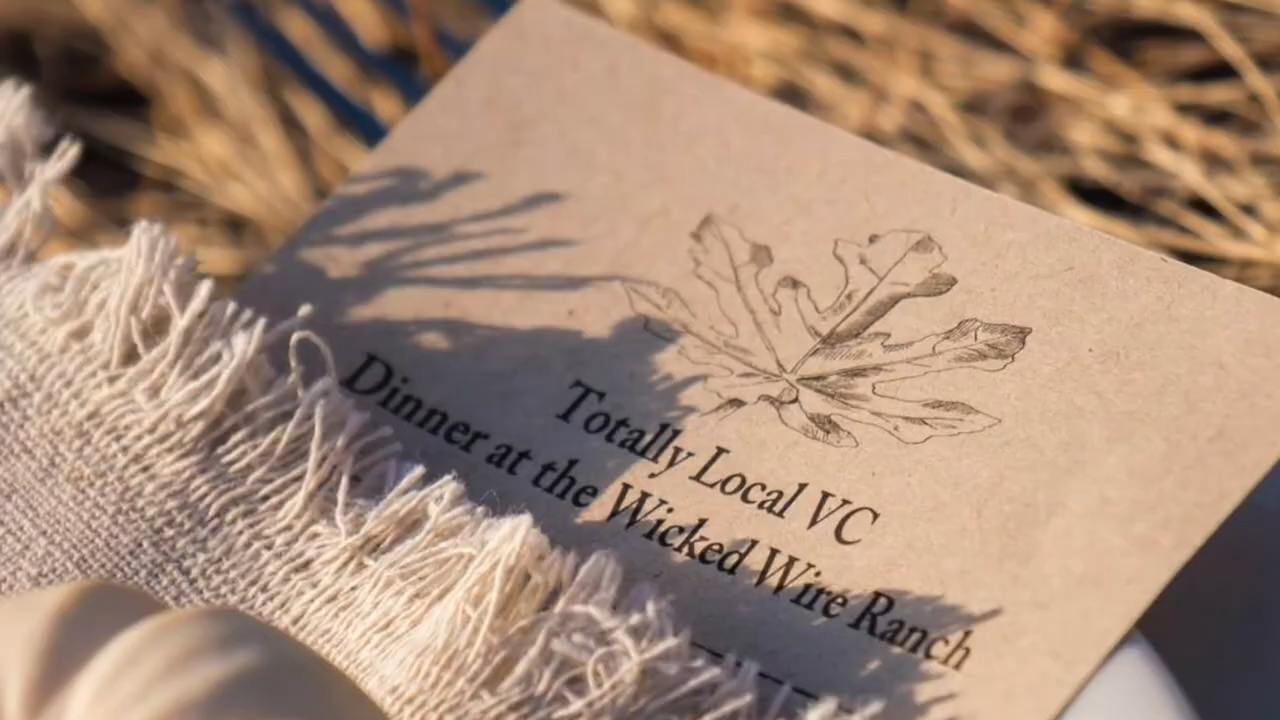 Totally Local VC
Dinner at the Wicked Wire Ranch